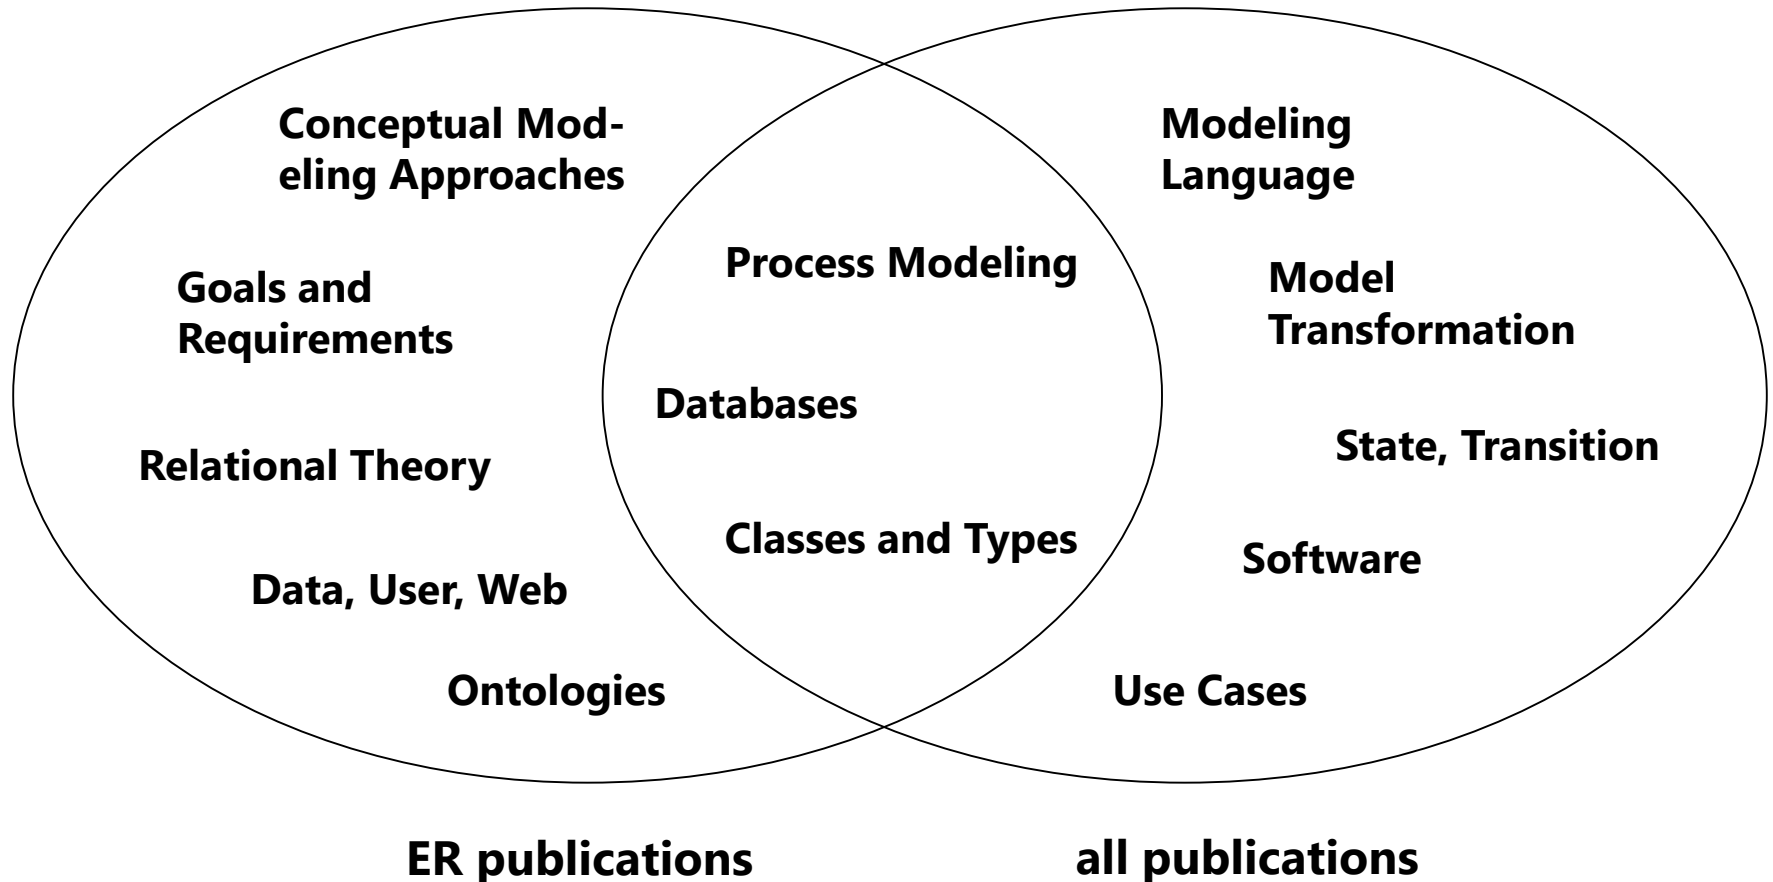 Conceptual Mod-
eling Approaches
Goals and
Requirements
Relational Theory
Data, User, Web
Ontologies
Process Modeling
Databases
Classes and Types
Modeling
Language
Model
Transformation
State, Transition
Software
Use Cases
ER publications
all publications